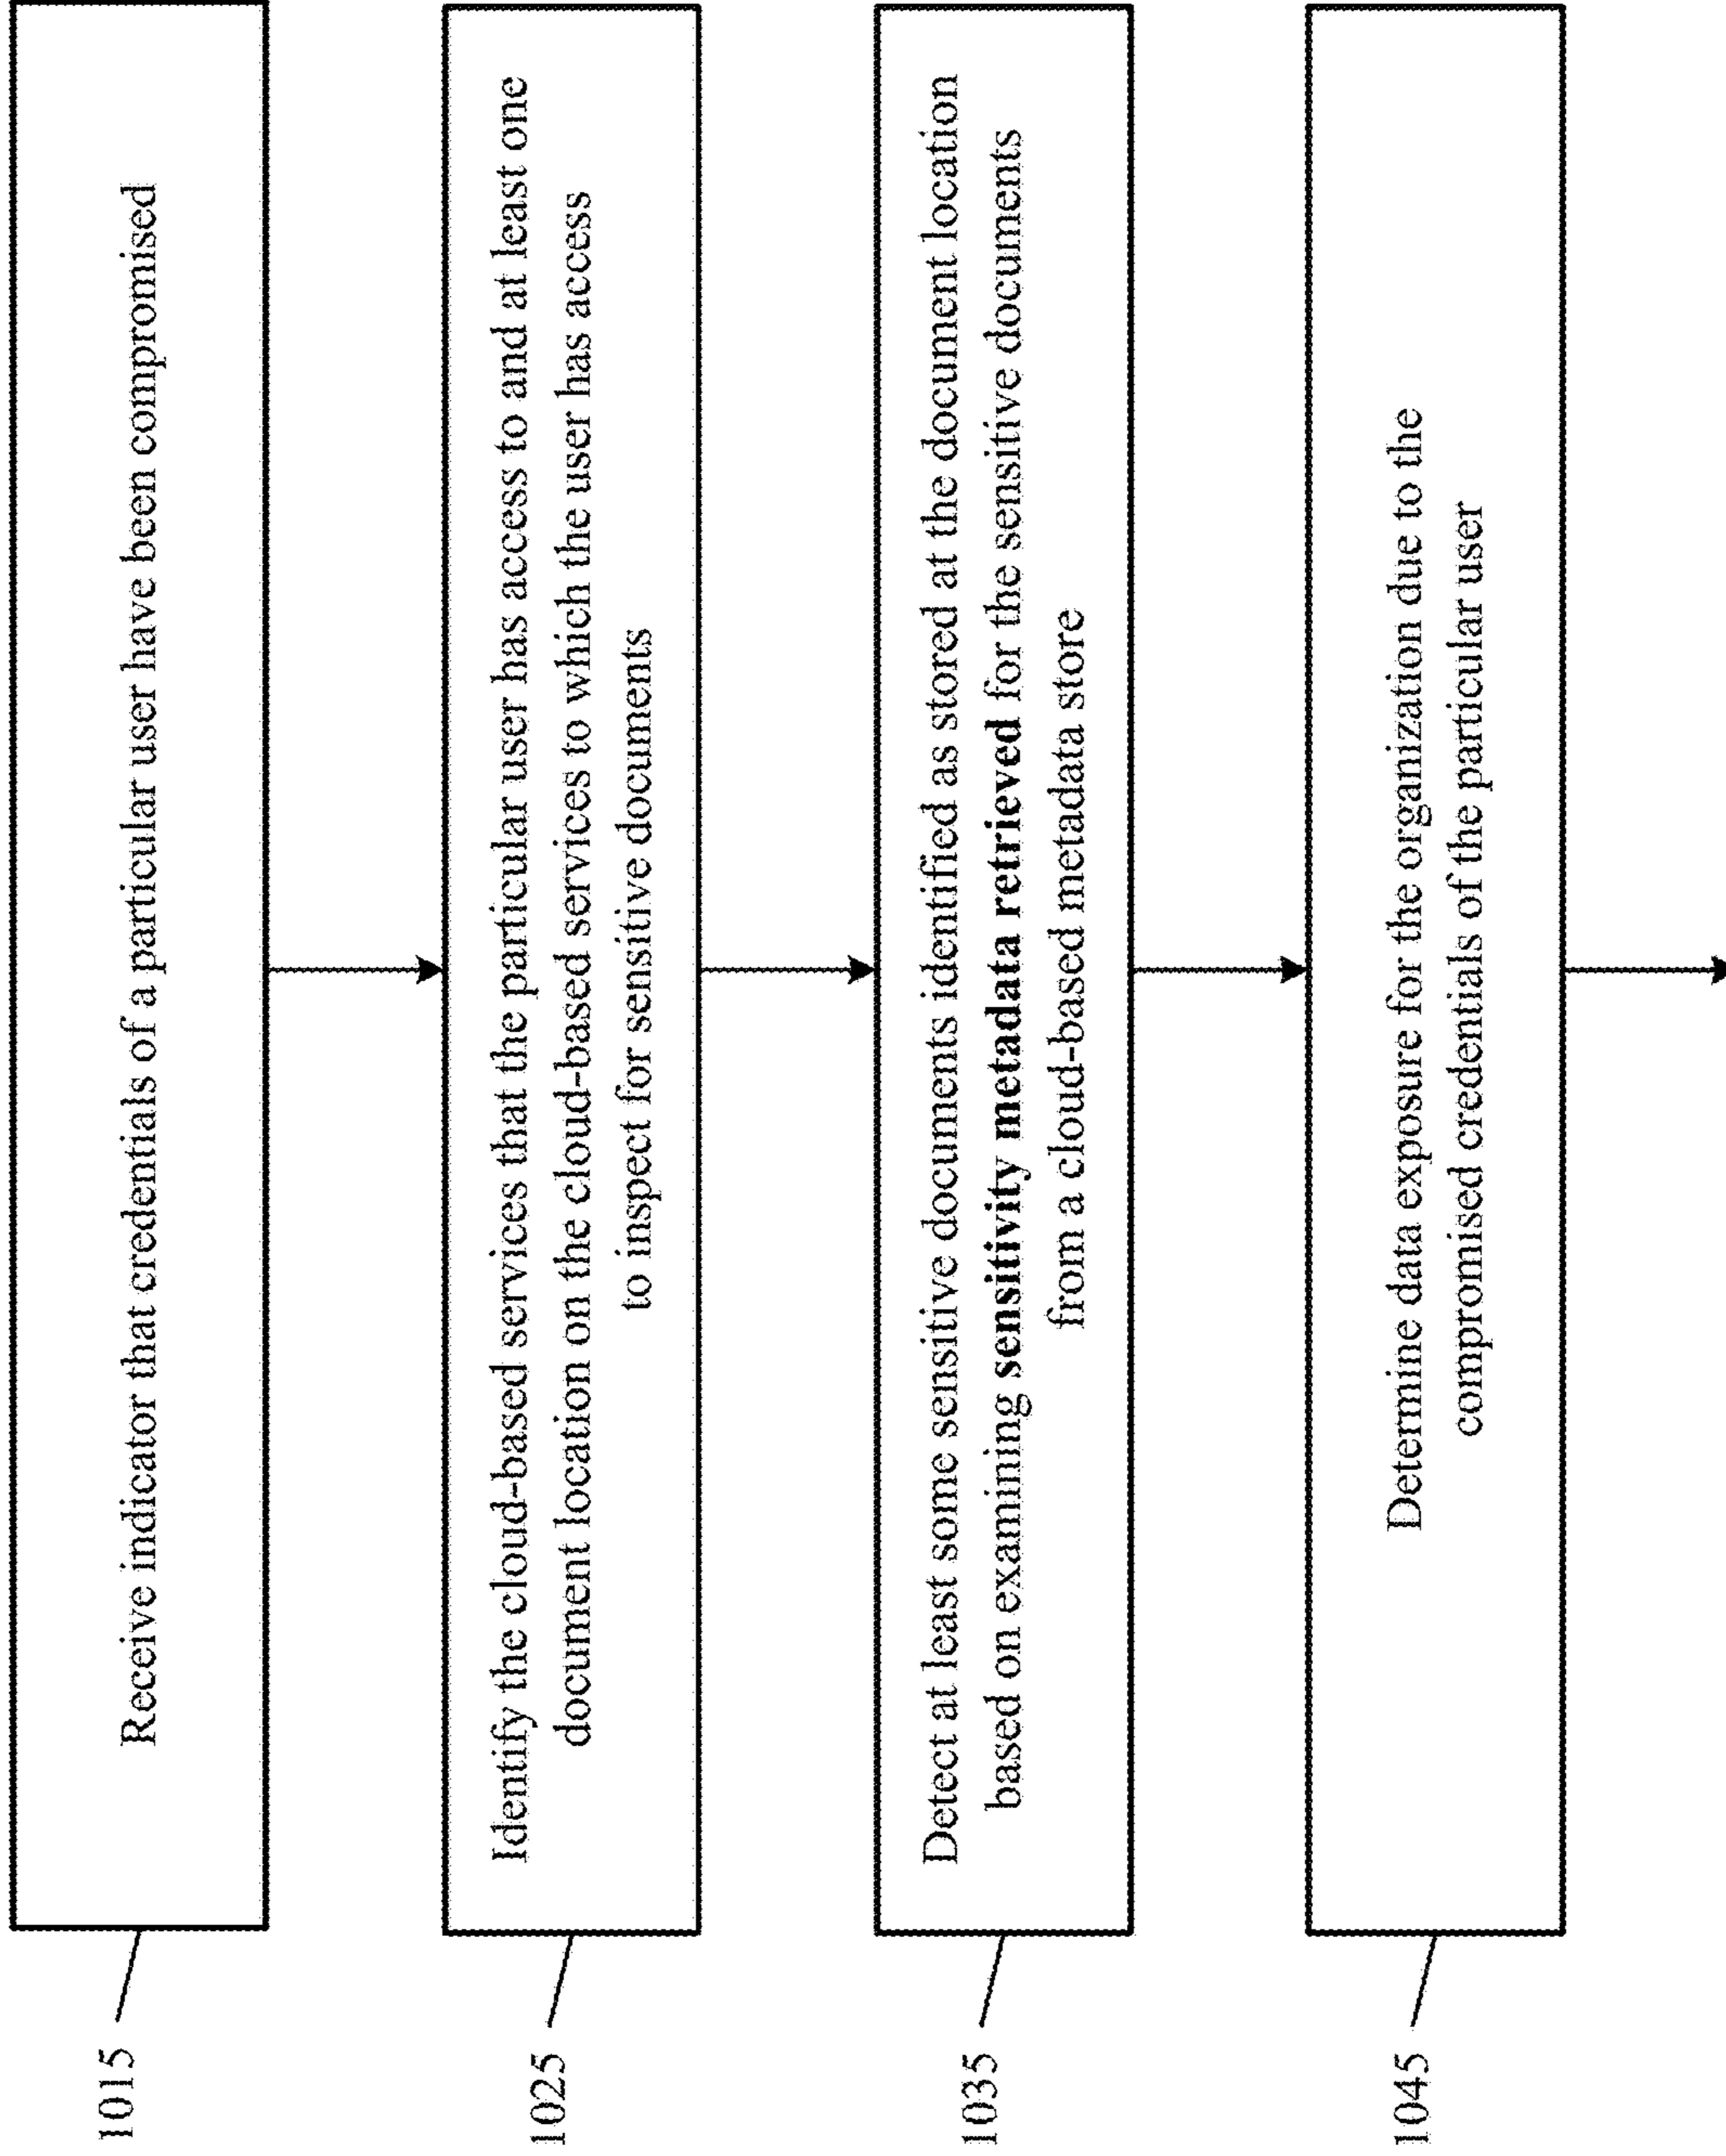 1015
Receive indicator that credentials of a particular user have been compromised
1025
Identify the cloud-based services that the particular user has access to and at least one
document location on the cloud-based services to which the user has access
to inspect for sensitive documents
1035
Detect at least some sensitive documents identified as stored at the document location
based on examining sensitivity metadata retrieved for the sensitive documents
from a cloud-based metadata store
1045
Determine data exposure for the organization due to the
compromised credentials of the particular user